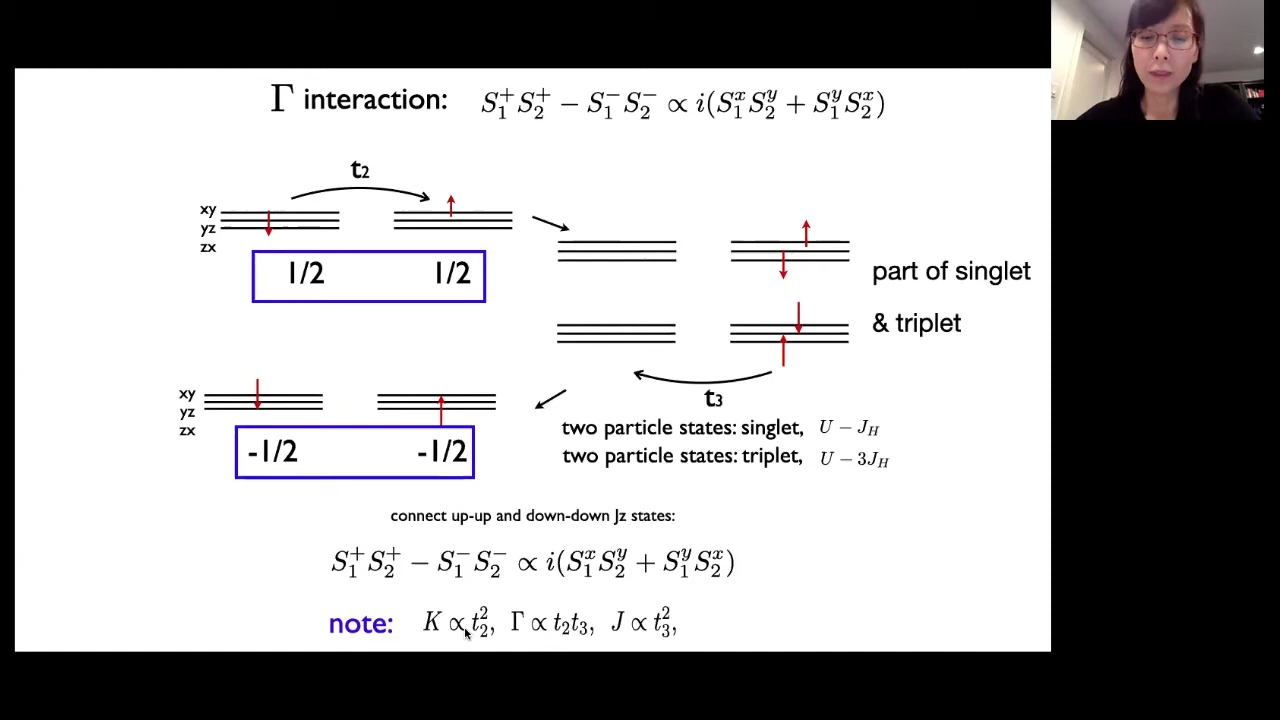 Γ interaction: S₁⁺S₂⁺ − S₁⁻S₂⁻ ∝ i(S₁ˣS₂ʸ + S₁ʸS₂ˣ)
t₂
xy
yz
zx
1/2 1/2
part of singlet
& triplet
t₃
xy
yz
zx
-1/2 -1/2
two particle states: singlet, U − J_H
two particle states: triplet, U − 3J_H
connect up-up and down-down Jz states:
S₁⁺S₂⁺ − S₁⁻S₂⁻ ∝ i(S₁ˣS₂ʸ + S₁ʸS₂ˣ)
note: K ∝ t₂², Γ ∝ t₂t₃, J ∝ t₃²,